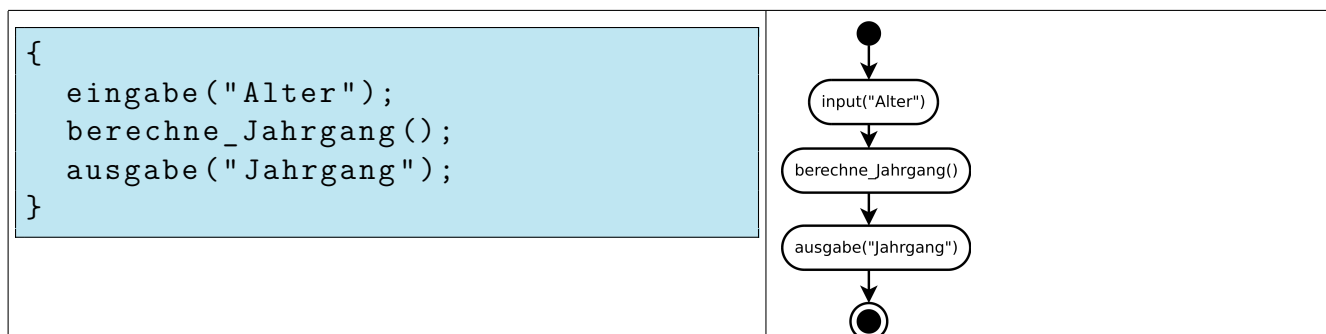 {
eingabe("Alter");
berechne_Jahrgang();
ausgabe("Jahrgang");
}
input("Alter")
berechne_Jahrgang()
ausgabe("Jahrgang")